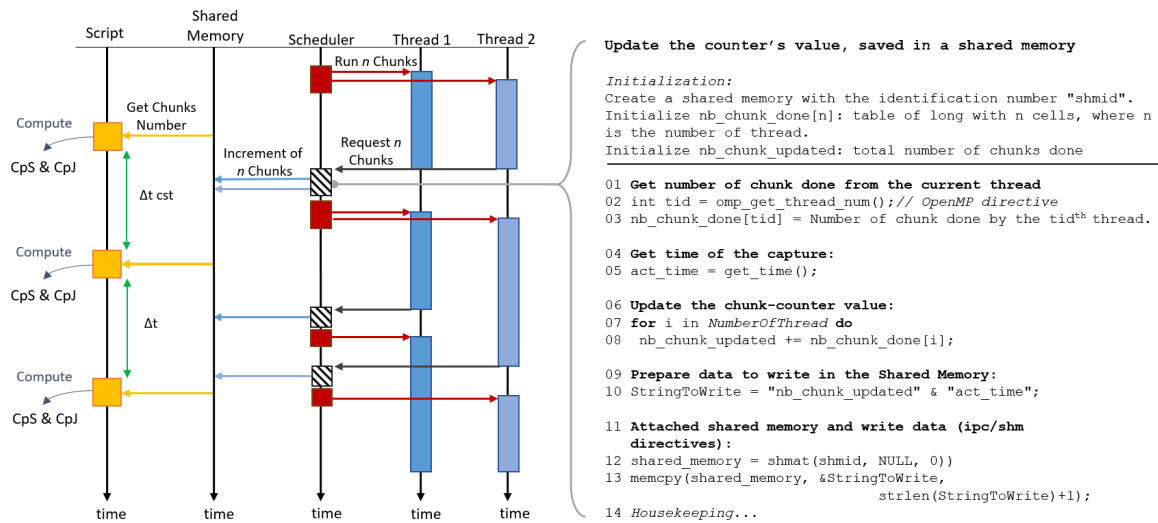 Script
Shared
Memory
Scheduler
Thread 1
Thread 2
Run n Chunks
Get Chunks
Number
Compute
CpS & CpJ
Request n
Chunks
Increment of
n Chunks
Δt cst
Compute
CpS & CpJ
Δt
Compute
CpS & CpJ
time
time
time
time
time
Update the counter's value, saved in a shared memory
Initialization:
Create a shared memory with the identification number "shmid".
Initialize nb_chunk_done[n]: table of long with n cells, where n
is the number of thread.
Initialize nb_chunk_updated: total number of chunks done
01 Get number of chunk done from the current thread
02 int tid = omp_get_thread_num();// OpenMP directive
03 nb_chunk_done[tid] = Number of chunk done by the tidth thread.
04 Get time of the capture:
05 act_time = get_time();
06 Update the chunk-counter value:
07 for i in NumberOfThread do
08 nb_chunk_updated += nb_chunk_done[i];
09 Prepare data to write in the Shared Memory:
10 StringToWrite = "nb_chunk_updated" & "act_time";
11 Attached shared memory and write data (ipc/shm
directives):
12 shared_memory = shmat(shmid, NULL, 0))
13 memcpy(shared_memory, &StringToWrite,
strlen(StringToWrite)+1);
14 Housekeeping...